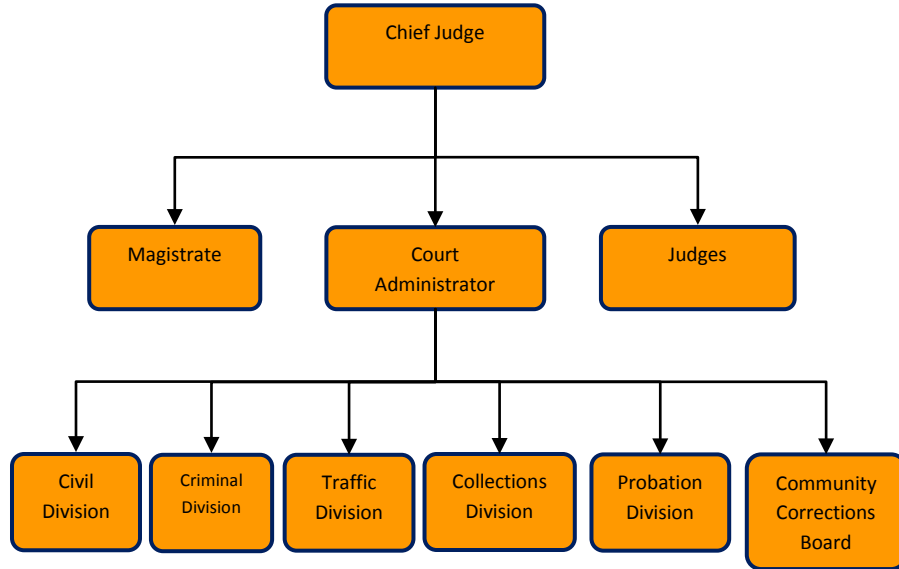 Chief Judge
Magistrate
Court
Administrator
Judges
Civil
Division
Criminal
Division
Traffic
Division
Collections
Division
Probation
Division
Community
Corrections
Board